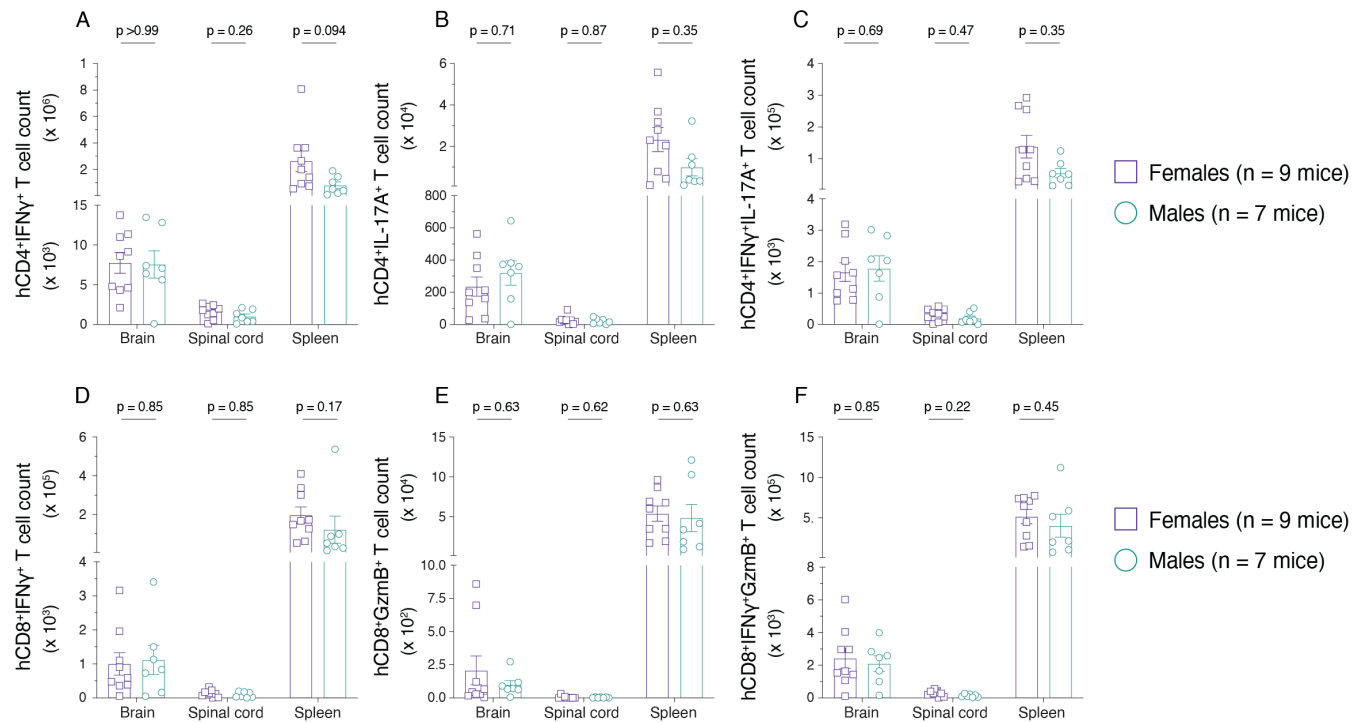 A
p >0.99
p = 0.26
p = 0.094
hCD4⁺IFNγ⁺ T cell count
(x 10⁶)
(x 10³)
1
8
6
4
2
15
10
5
0
Brain
Spinal cord
Spleen
B
p = 0.71
p = 0.87
p = 0.35
hCD4⁺IL-17A⁺ T cell count
(x 10⁴)
6
4
2
800
600
400
200
0
Brain
Spinal cord
Spleen
C
p = 0.69
p = 0.47
p = 0.35
hCD4⁺IFNγ⁺IL-17A⁺ T cell count
(x 10⁵)
(x 10³)
4
3
2
1
4
3
2
1
0
Brain
Spinal cord
Spleen
Females (n = 9 mice)
Males (n = 7 mice)
D
p = 0.85
p = 0.85
p = 0.17
hCD8⁺IFNγ⁺ T cell count
(x 10⁵)
(x 10³)
6
4
2
4
3
2
1
0
Brain
Spinal cord
Spleen
E
p = 0.63
p = 0.62
p = 0.63
hCD8⁺GzmB⁺ T cell count
(x 10⁴)
(x 10²)
15
10
5
10.0
7.5
5.0
2.5
0
Brain
Spinal cord
Spleen
F
p = 0.85
p = 0.22
p = 0.45
hCD8⁺IFNγ⁺GzmB⁺ T cell count
(x 10⁵)
(x 10³)
15
10
5
8
6
4
2
0
Brain
Spinal cord
Spleen
Females (n = 9 mice)
Males (n = 7 mice)